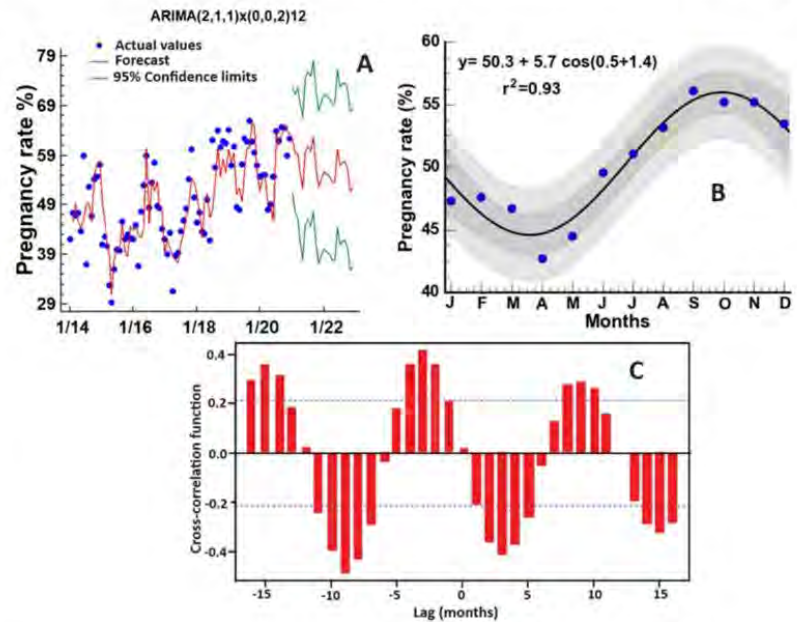 ARIMA(2,1,1)x(0,0,2)12
Actual values
Forecast
95% Confidence limits
A
Pregnancy rate %)
79
69
59
49
39
29
1/14
1/16
1/18
1/20
1/22
y= 50.3 + 5.7 cos(0.5+1.4)
r²=0.93
B
Pregnancy rate (%)
60
55
50
45
40
J F M A M J J A S O N D
Months
C
Cross-correlation function
0.4
0.2
0.0
-0.2
-0.4
-15 -10 -5 0 5 10 15
Lag (months)